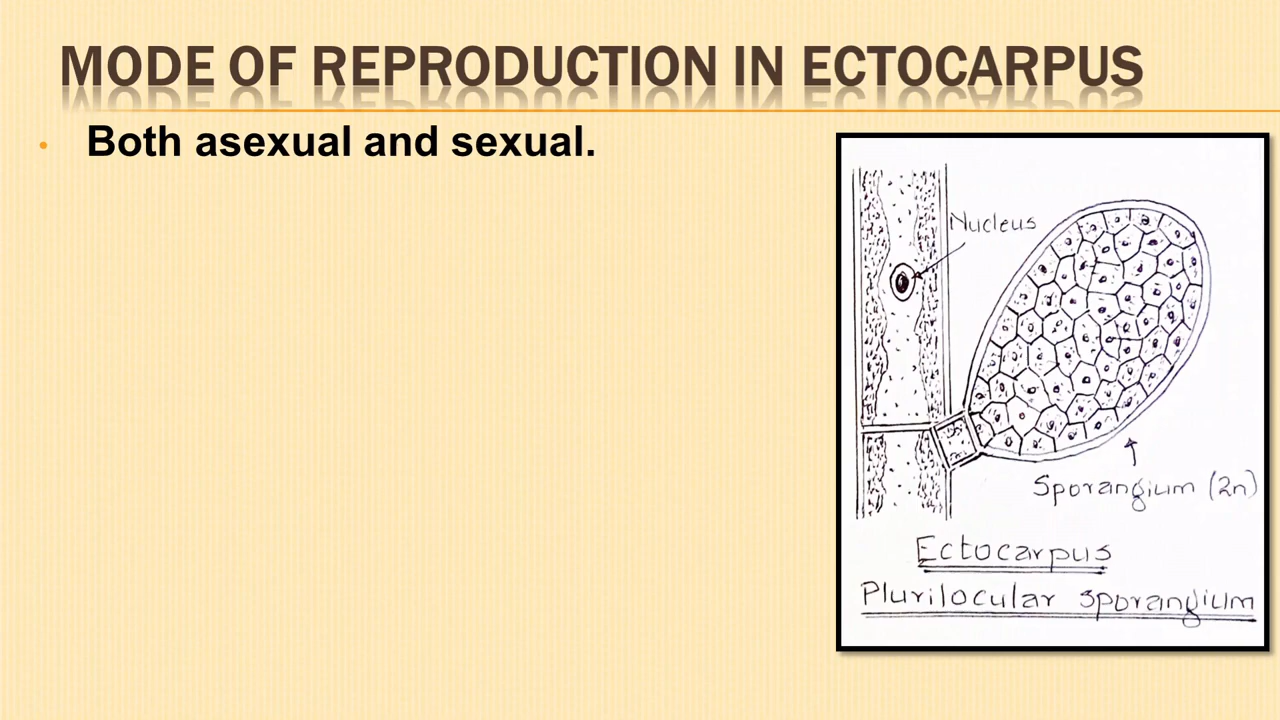 MODE OF REPRODUCTION IN ECTOCARPUS
• Both asexual and sexual.
Nucleus
Sporangium (2n)
Ectocarpus
Plurilocular sporangium